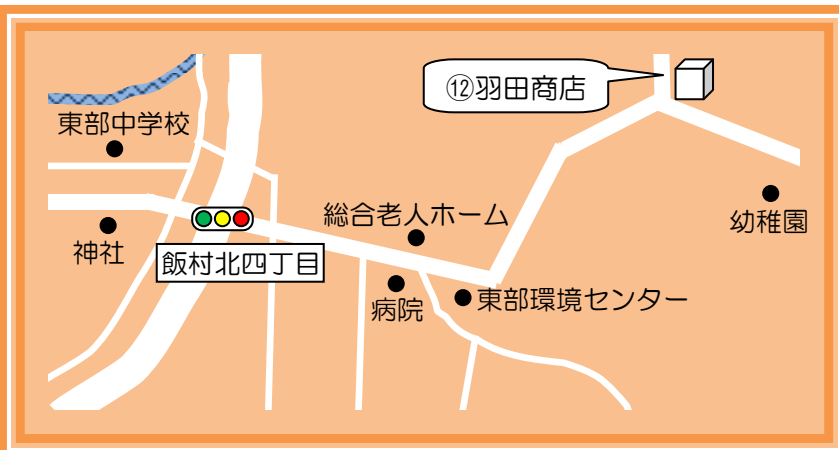 ⑫羽田商店
東部中学校
総合老人ホーム
幼稚園
神社
飯村北四丁目
病院
東部環境センター